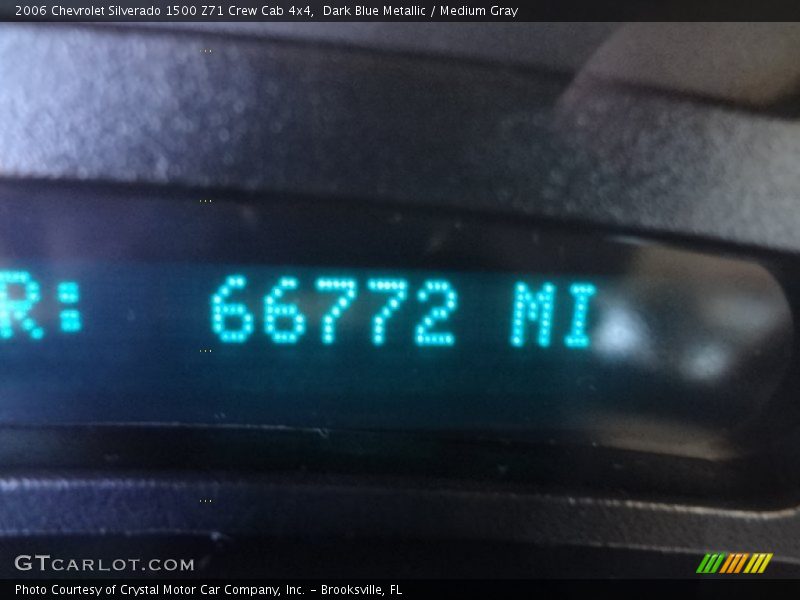 2006 Chevrolet Silverado 1500 Z71 Crew Cab 4x4,  Dark Blue Metallic / Medium Gray
R:  66772 MI
GTCARLOT.COM
Photo Courtesy of Crystal Motor Car Company, Inc. – Brooksville, FL